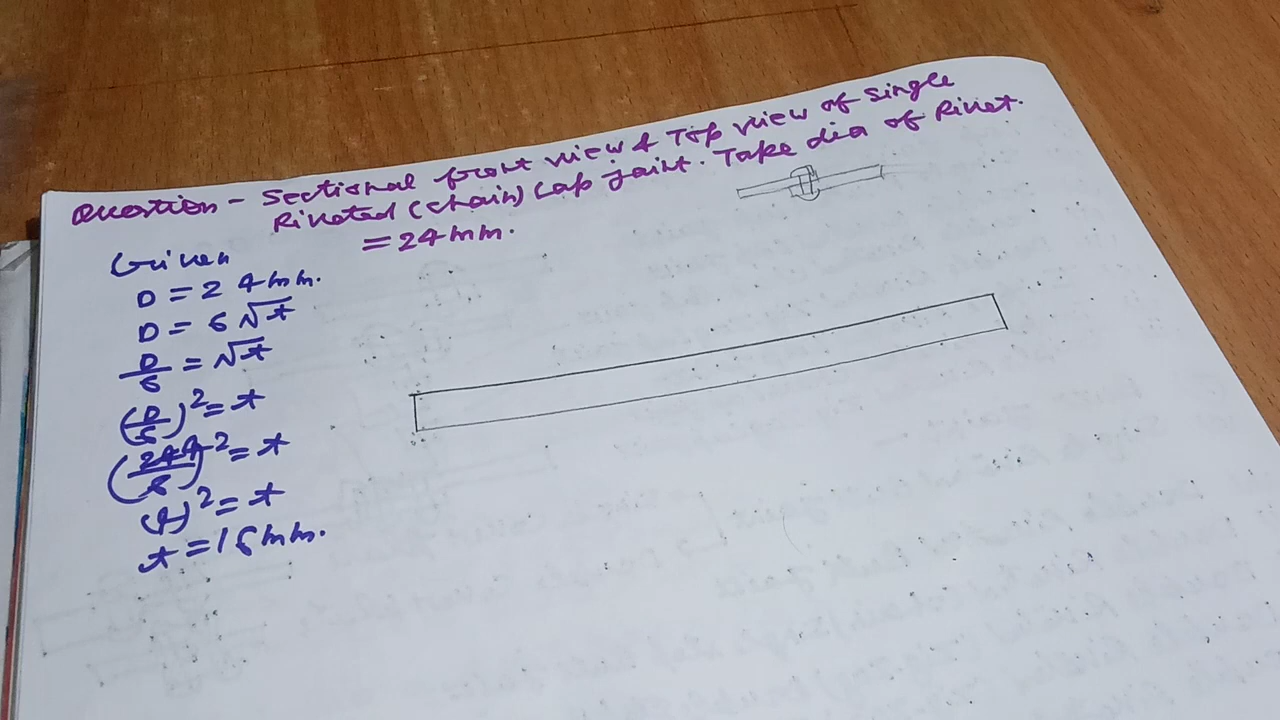 Question - Sectional front view & Top view of Single
Riveted (chain) Lap joint. Take dia of Rivet.
= 24 mm.
Given
D = 24 mm.
D = 6√t
D/6 = √t
(D/6)² = t
(24 4/6)² = t
(4)² = t
t = 16 mm.